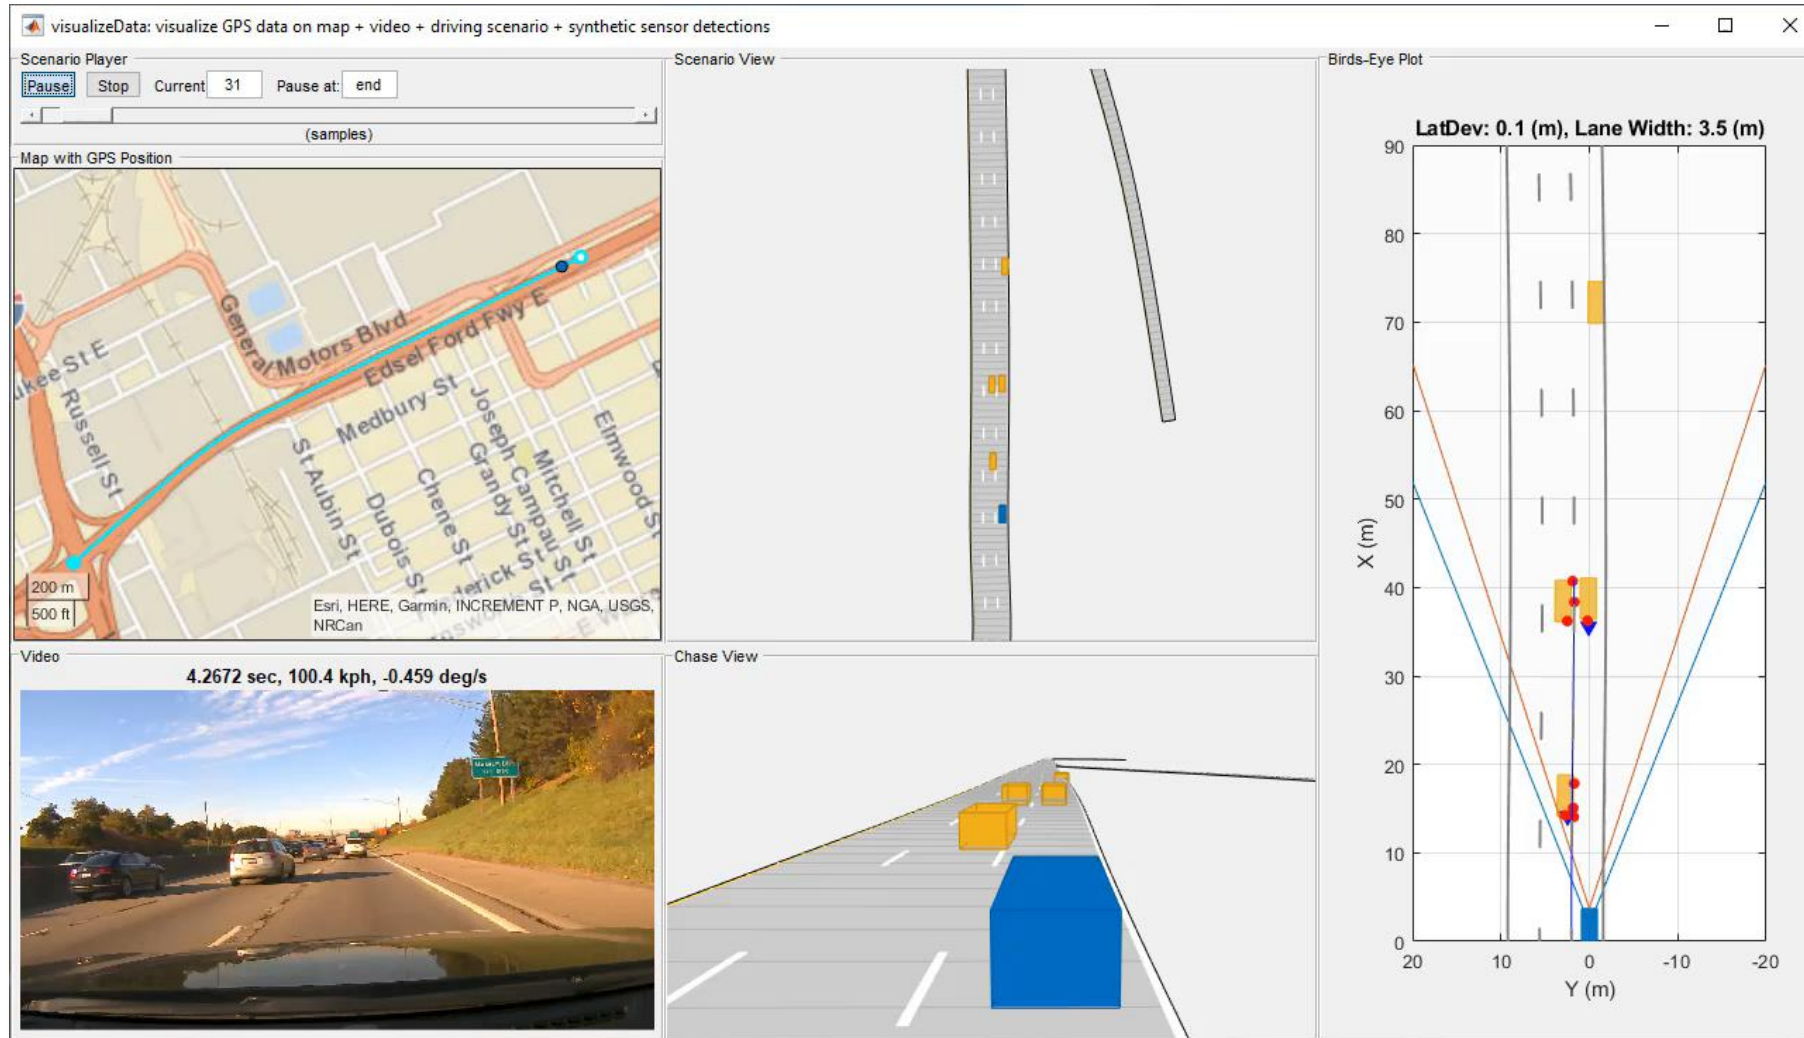 visualizeData: visualize GPS data on map + video + driving scenario + synthetic sensor detections
Scenario Player
Pause Stop Current 31 Pause at: end
(samples)
Map with GPS Position
General Motors Blvd
Edsel Ford Fwy E
ukee St E
Russell St
Medbury St
St Aubin St
Dubois St
Chene St
Grandy St
Joseph Campau St
Mitchell St
Elmwood St
Frederick St
200 m
500 ft
Esri, HERE, Garmin, INCREMENT P, NGA, USGS,
NRCan
Video
4.2672 sec, 100.4 kph, -0.459 deg/s
Scenario View
Chase View
Birds-Eye Plot
LatDev: 0.1 (m), Lane Width: 3.5 (m)
90
80
70
60
50
40
30
20
10
0
X (m)
20 10 0 -10 -20
Y (m)